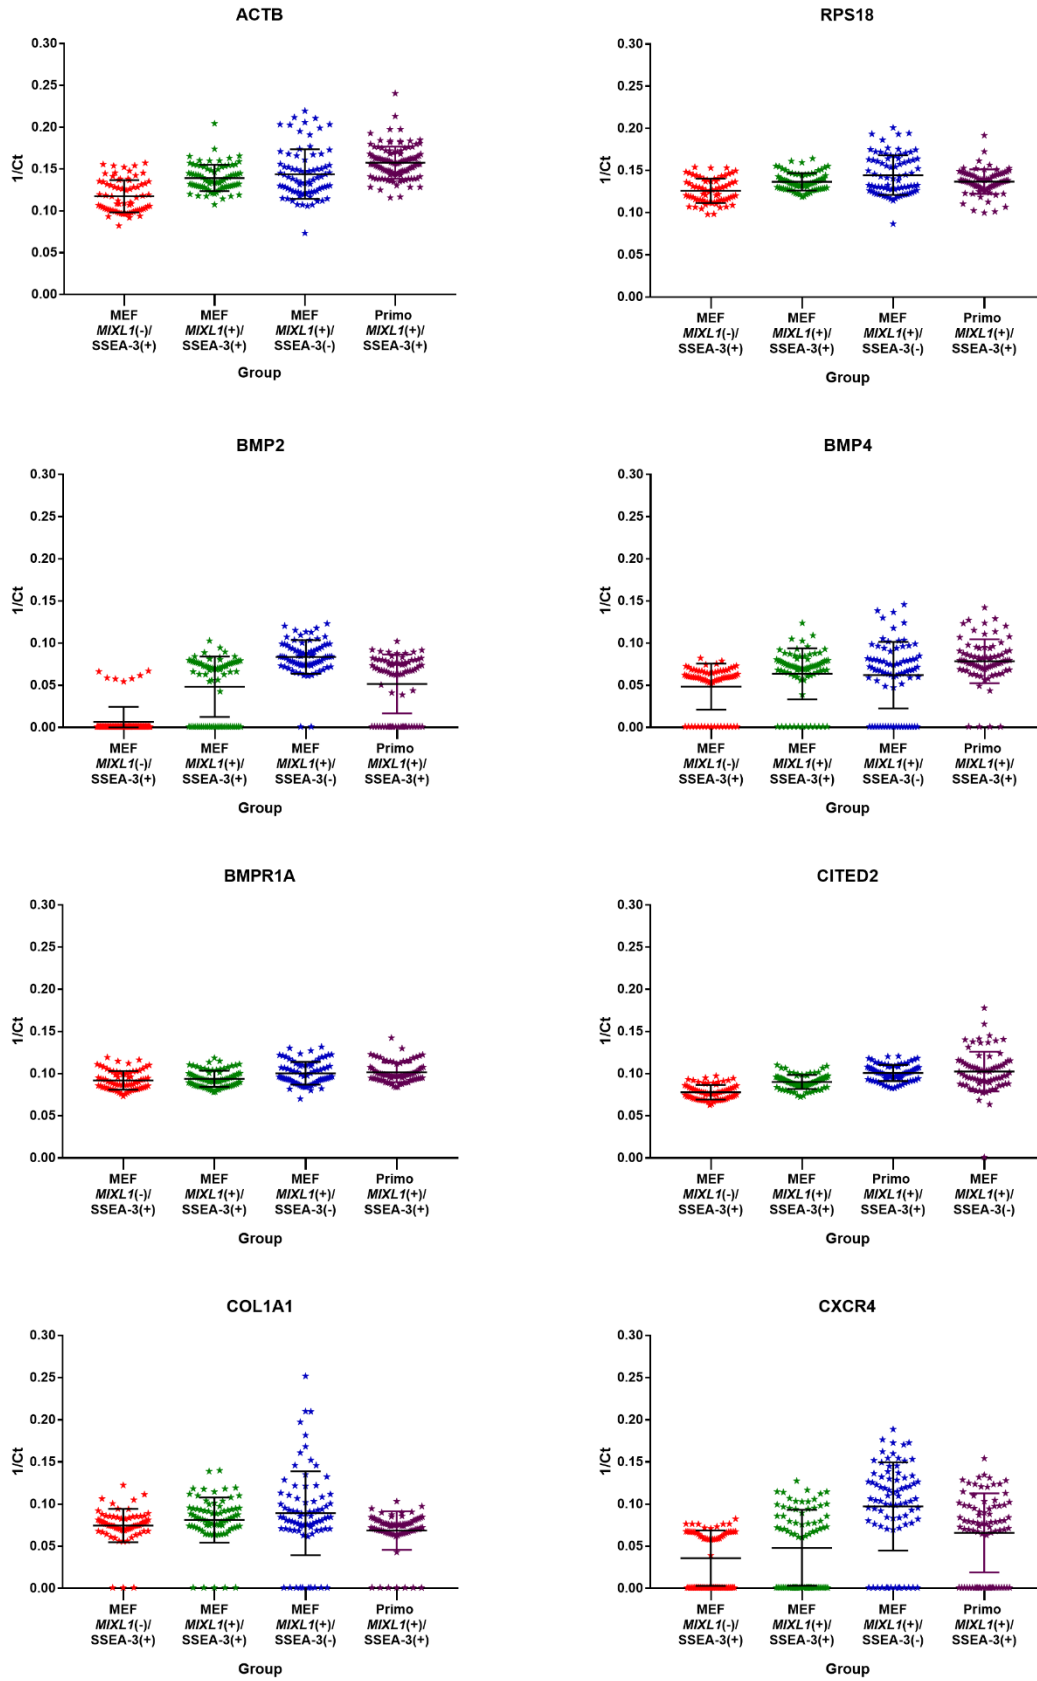 ACTB
0.30
0.25
0.20
0.15
0.10
0.05
0.00
1/Ct
MEF MEF MEF Primo
MIXL1(-)/ MIXL1(+)/ MIXL1(+)/ MIXL1(+)/
SSEA-3(+) SSEA-3(+) SSEA-3(-) SSEA-3(+)
Group
RPS18
0.30
0.25
0.20
0.15
0.10
0.05
0.00
1/Ct
MEF MEF MEF Primo
MIXL1(-)/ MIXL1(+)/ MIXL1(+)/ MIXL1(+)/
SSEA-3(+) SSEA-3(+) SSEA-3(-) SSEA-3(+)
Group
BMP2
0.30
0.25
0.20
0.15
0.10
0.05
0.00
1/Ct
MEF MEF MEF Primo
MIXL1(-)/ MIXL1(+)/ MIXL1(+)/ MIXL1(+)/
SSEA-3(+) SSEA-3(+) SSEA-3(-) SSEA-3(+)
Group
BMP4
0.30
0.25
0.20
0.15
0.10
0.05
0.00
1/Ct
MEF MEF MEF Primo
MIXL1(-)/ MIXL1(+)/ MIXL1(+)/ MIXL1(+)/
SSEA-3(+) SSEA-3(+) SSEA-3(-) SSEA-3(+)
Group
BMPR1A
0.30
0.25
0.20
0.15
0.10
0.05
0.00
1/Ct
MEF MEF MEF Primo
MIXL1(-)/ MIXL1(+)/ MIXL1(+)/ MIXL1(+)/
SSEA-3(+) SSEA-3(+) SSEA-3(-) SSEA-3(+)
Group
CITED2
0.30
0.25
0.20
0.15
0.10
0.05
0.00
1/Ct
MEF MEF Primo MEF
MIXL1(-)/ MIXL1(+)/ MIXL1(+)/ MIXL1(+)/
SSEA-3(+) SSEA-3(+) SSEA-3(+) SSEA-3(-)
Group
COL1A1
0.30
0.25
0.20
0.15
0.10
0.05
0.00
1/Ct
MEF MEF MEF Primo
MIXL1(-)/ MIXL1(+)/ MIXL1(+)/ MIXL1(+)/
SSEA-3(+) SSEA-3(+) SSEA-3(-) SSEA-3(+)
Group
CXCR4
0.30
0.25
0.20
0.15
0.10
0.05
0.00
1/Ct
MEF MEF MEF Primo
MIXL1(-)/ MIXL1(+)/ MIXL1(+)/ MIXL1(+)/
SSEA-3(+) SSEA-3(+) SSEA-3(-) SSEA-3(+)
Group